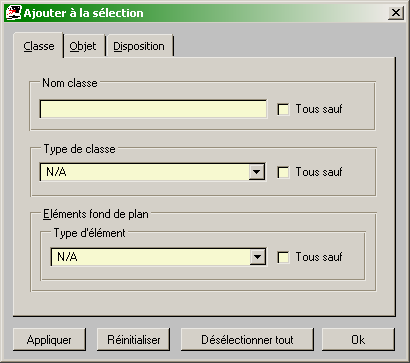 Ajouter à la sélection
Classe Objet Disposition
Nom classe
Tous sauf
Type de classe
N/A Tous sauf
Eléments fond de plan
Type d'élément
N/A Tous sauf
Appliquer Réinitialiser Désélectionner tout Ok